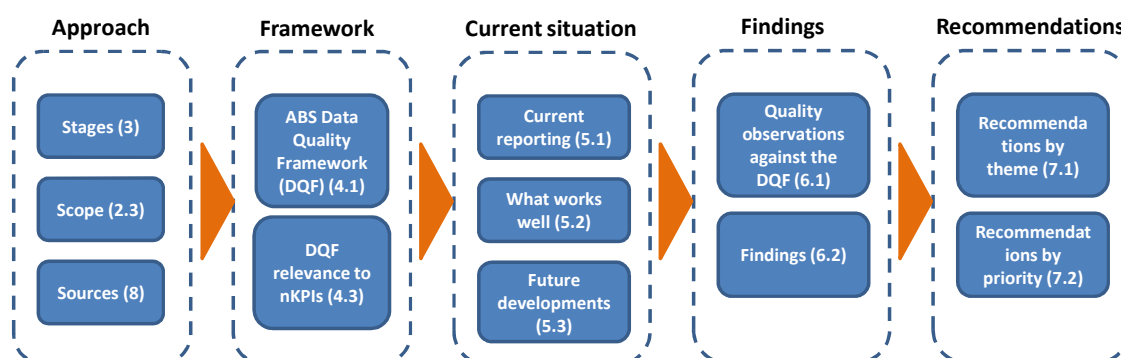 Approach
Framework
Current situation
Findings
Recommendations
Stages (3)
Scope (2.3)
Sources (8)
ABS Data
Quality
Framework
(DQF) (4.1)
DQF
relevance to
nKPIs (4.3)
Current
reporting (5.1)
What works
well (5.2)
Future
developments
(5.3)
Quality
observations
against the
DQF (6.1)
Findings (6.2)
Recommenda
tions by
theme (7.1)
Recommendat
ions by
priority (7.2)